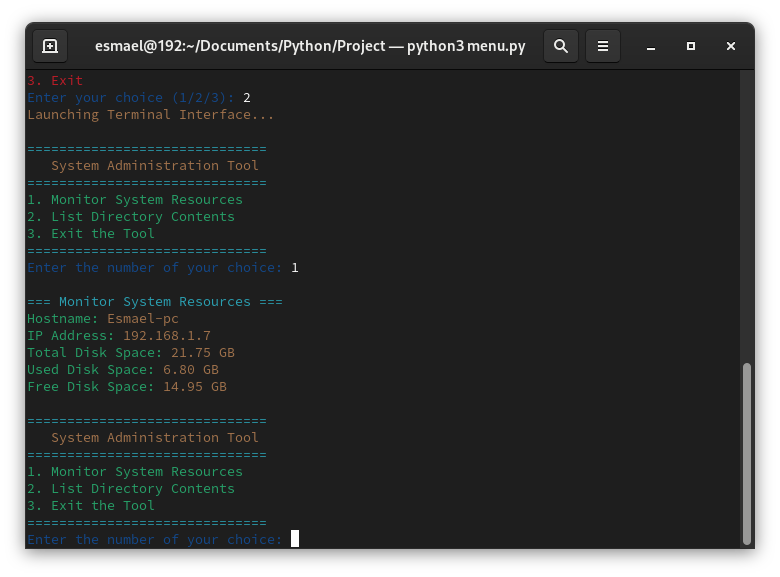 esmael@192:~/Documents/Python/Project — python3 menu.py
3. Exit
Enter your choice (1/2/3): 2
Launching Terminal Interface...
==============================
System Administration Tool
==============================
1. Monitor System Resources
2. List Directory Contents
3. Exit the Tool
==============================
Enter the number of your choice: 1
=== Monitor System Resources ===
Hostname: Esmael-pc
IP Address: 192.168.1.7
Total Disk Space: 21.75 GB
Used Disk Space: 6.80 GB
Free Disk Space: 14.95 GB
==============================
System Administration Tool
==============================
1. Monitor System Resources
2. List Directory Contents
3. Exit the Tool
==============================
Enter the number of your choice: